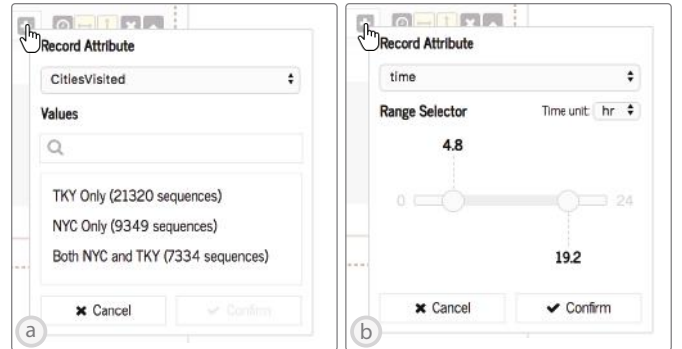 Record Attribute
CitiesVisited
Values
TKY Only (21320 sequences)
NYC Only (9349 sequences)
Both NYC and TKY (7334 sequences)
Cancel
Confirm
a
Record Attribute
time
Range Selector
Time unit: hr
4.8
0
24
19.2
Cancel
Confirm
b